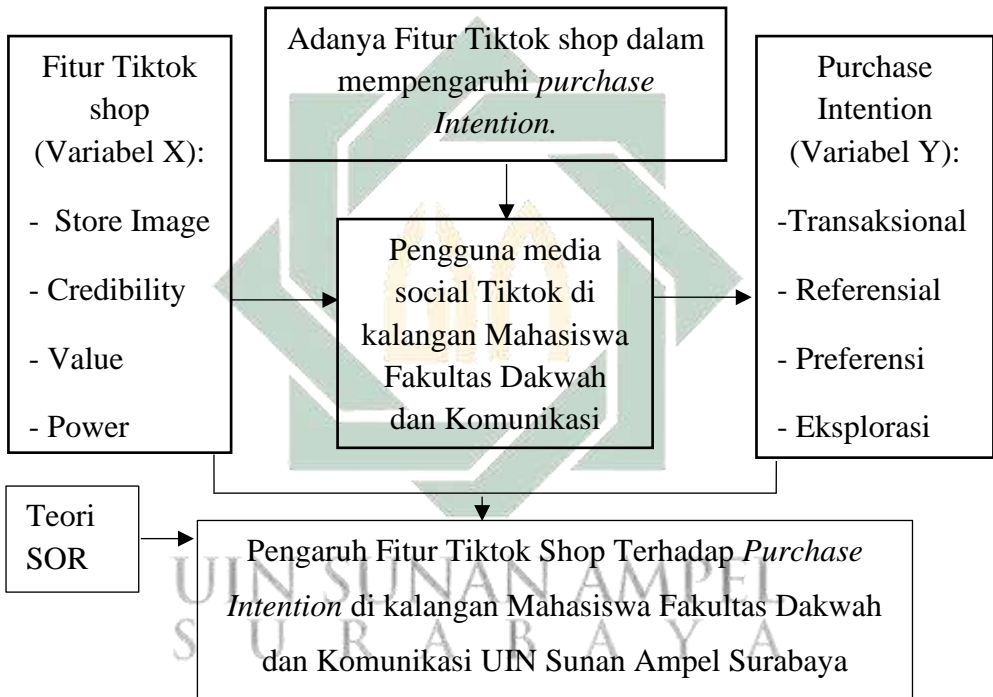 Fitur Tiktok
shop
(Variabel X):
- Store Image
- Credibility
- Value
- Power
Adanya Fitur Tiktok shop dalam
mempengaruhi purchase
Intention.
Pengguna media
social Tiktok di
kalangan Mahasiswa
Fakultas Dakwah
dan Komunikasi
Purchase
Intention
(Variabel Y):
-Transaksional
- Referensial
- Preferensi
- Eksplorasi
Teori
SOR
Pengaruh Fitur Tiktok Shop Terhadap Purchase
Intention di kalangan Mahasiswa Fakultas Dakwah
dan Komunikasi UIN Sunan Ampel Surabaya
UIN SUNAN AMPEL
SURABAYA